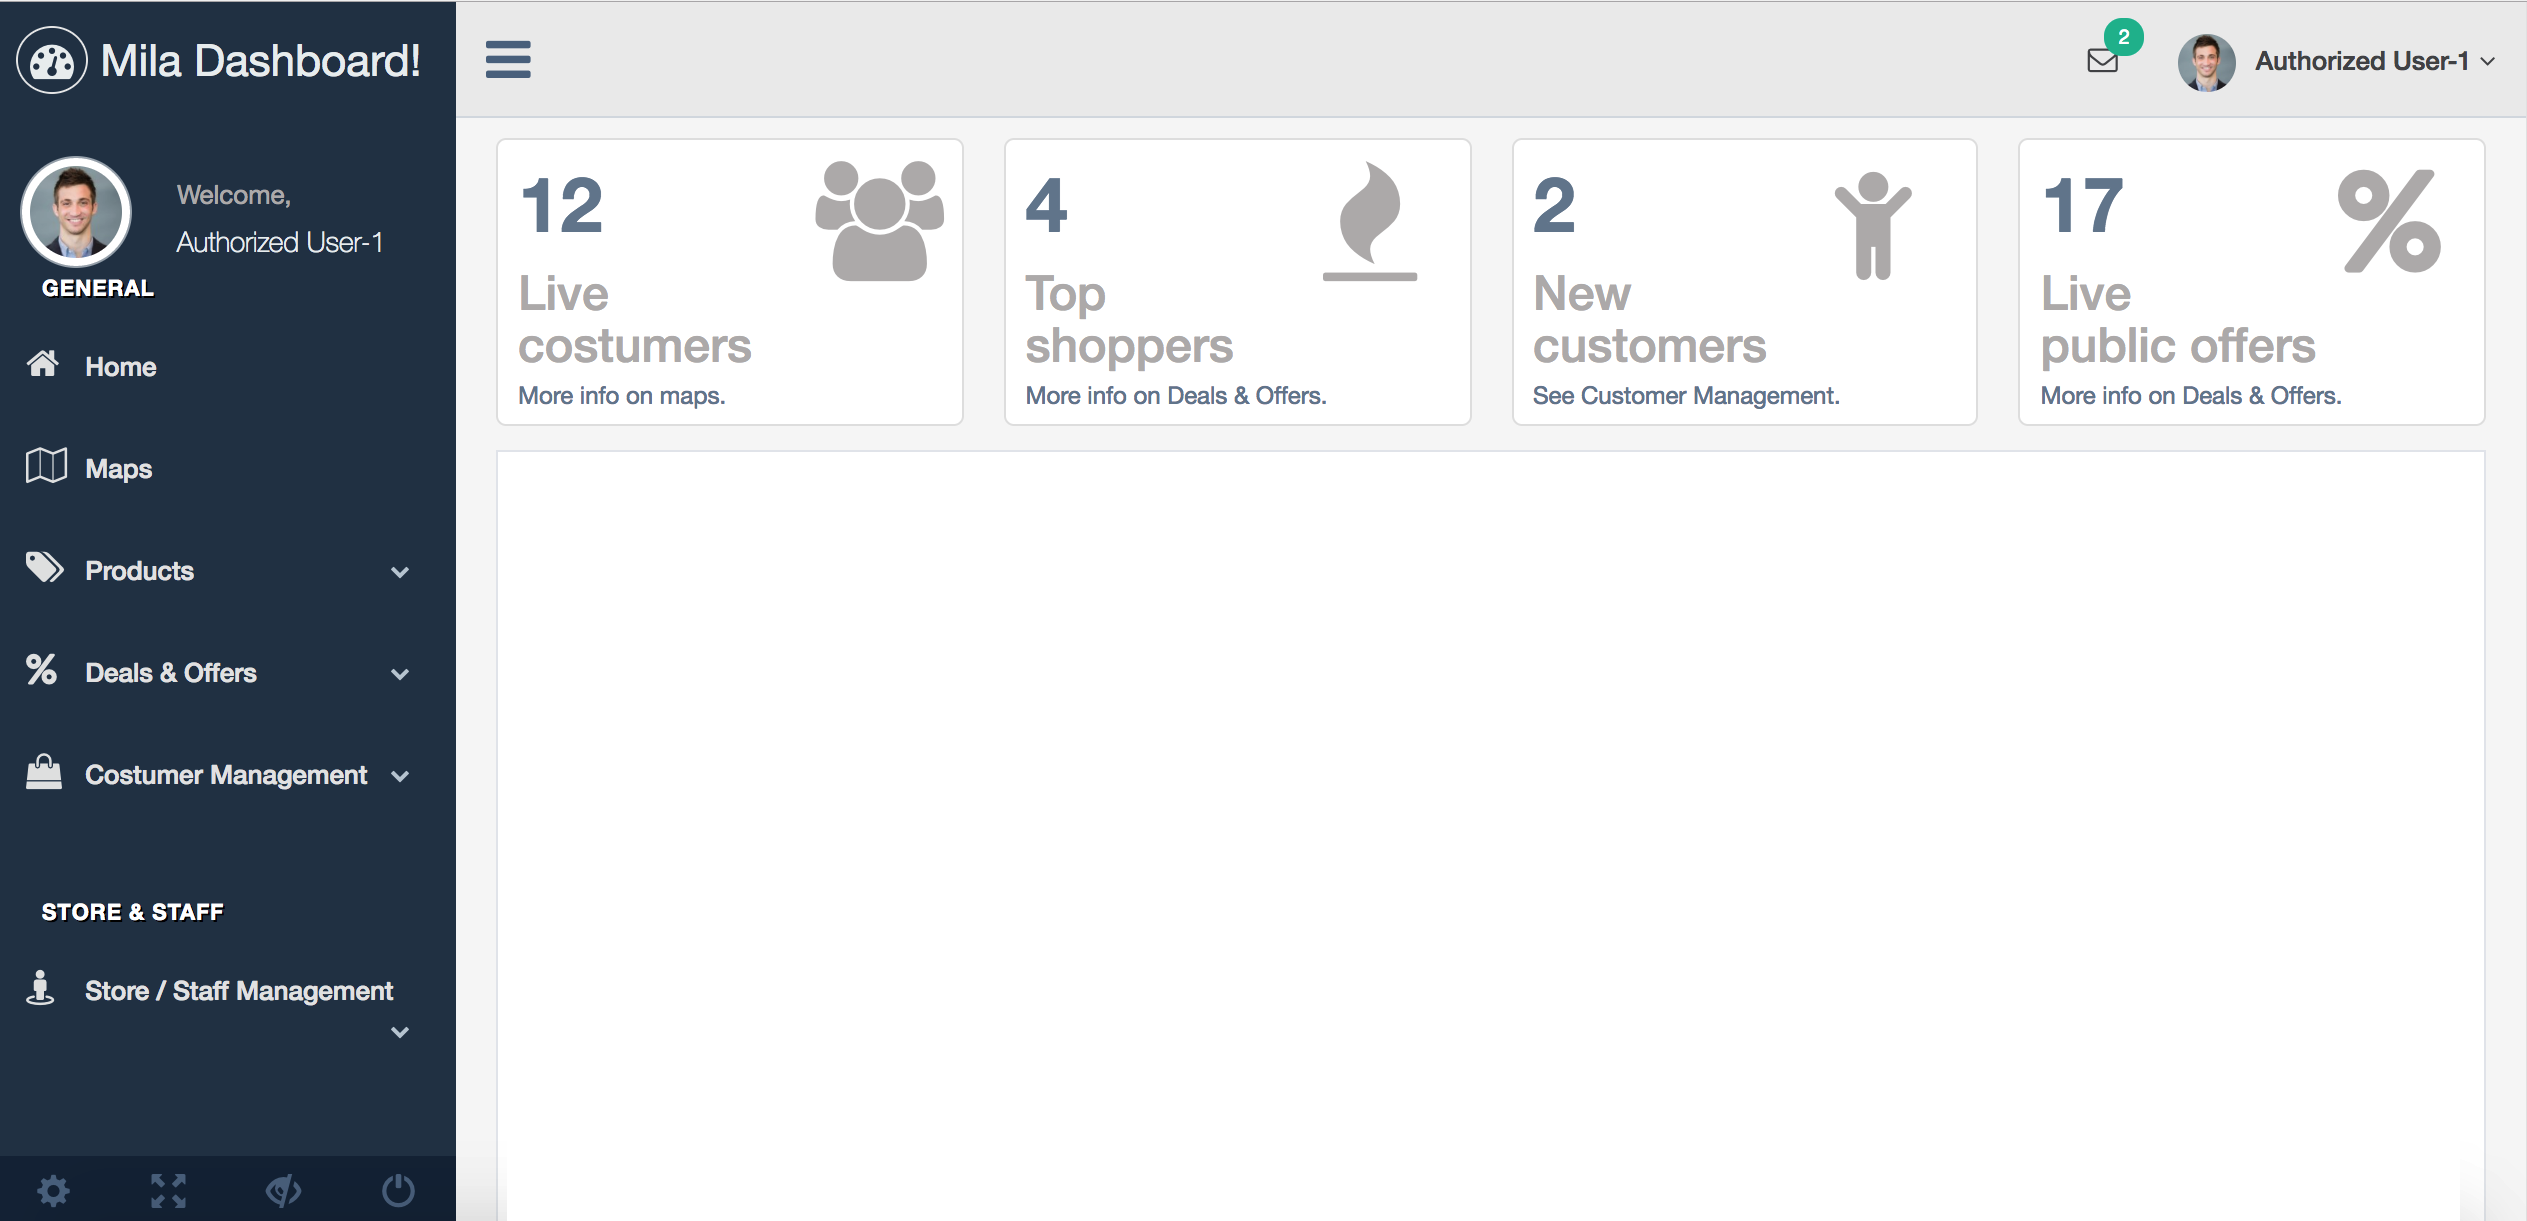 Mila Dashboard!
2
Authorized User-1
Welcome,
Authorized User-1
GENERAL
Home
Maps
Products
Deals & Offers
Costumer Management
STORE & STAFF
Store / Staff Management
12
Live
costumers
More info on maps.
4
Top
shoppers
More info on Deals & Offers.
2
New
customers
See Customer Management.
17
Live
public offers
More info on Deals & Offers.